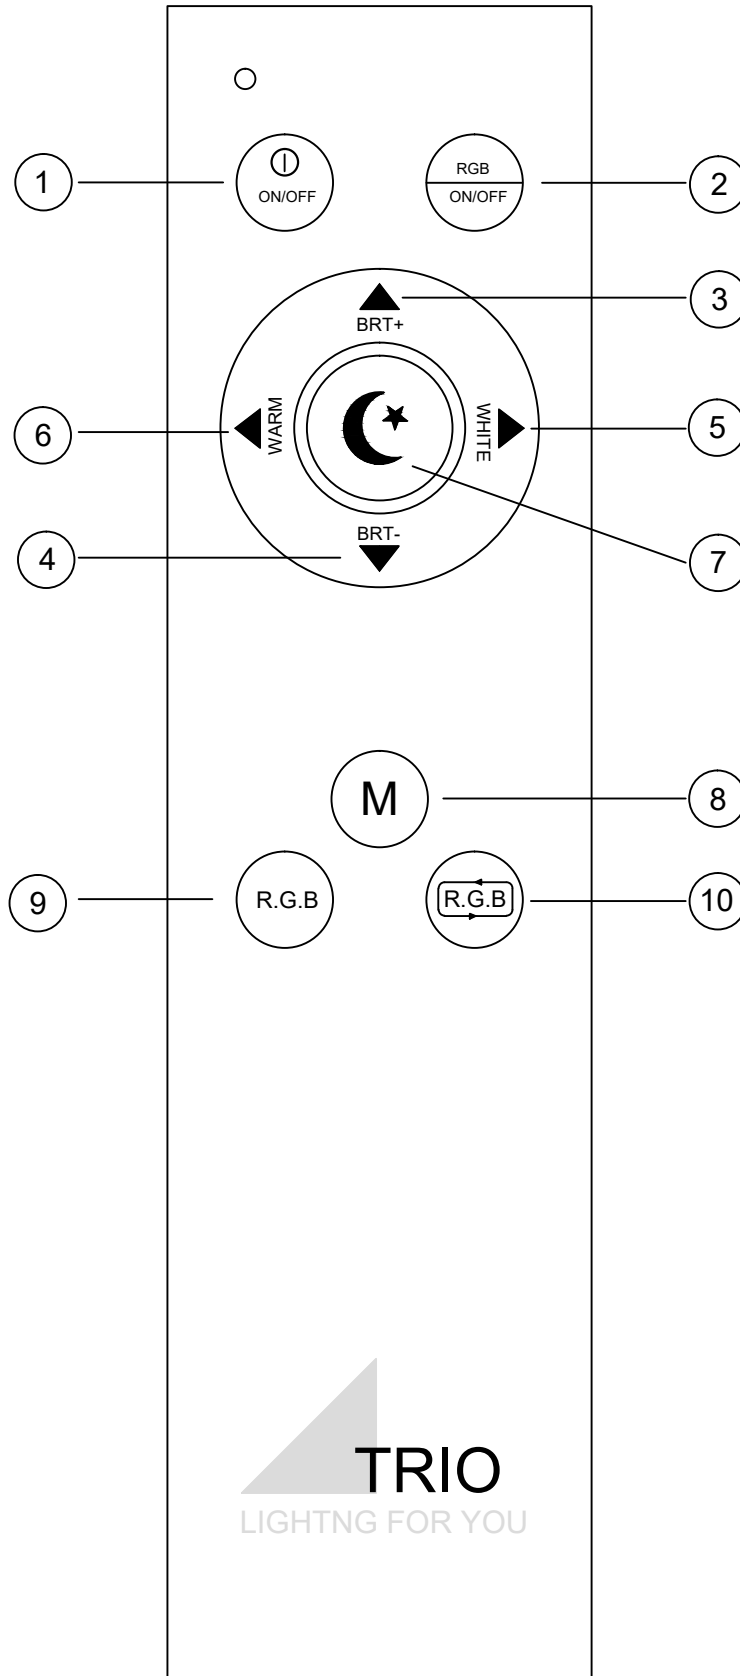 1
ON/OFF
RGB
ON/OFF
2
BRT+
3
6
WARM
WHITE
5
4
BRT-
7
M
8
9
R.G.B
R.G.B
10
TRIO
LIGHTNG FOR YOU